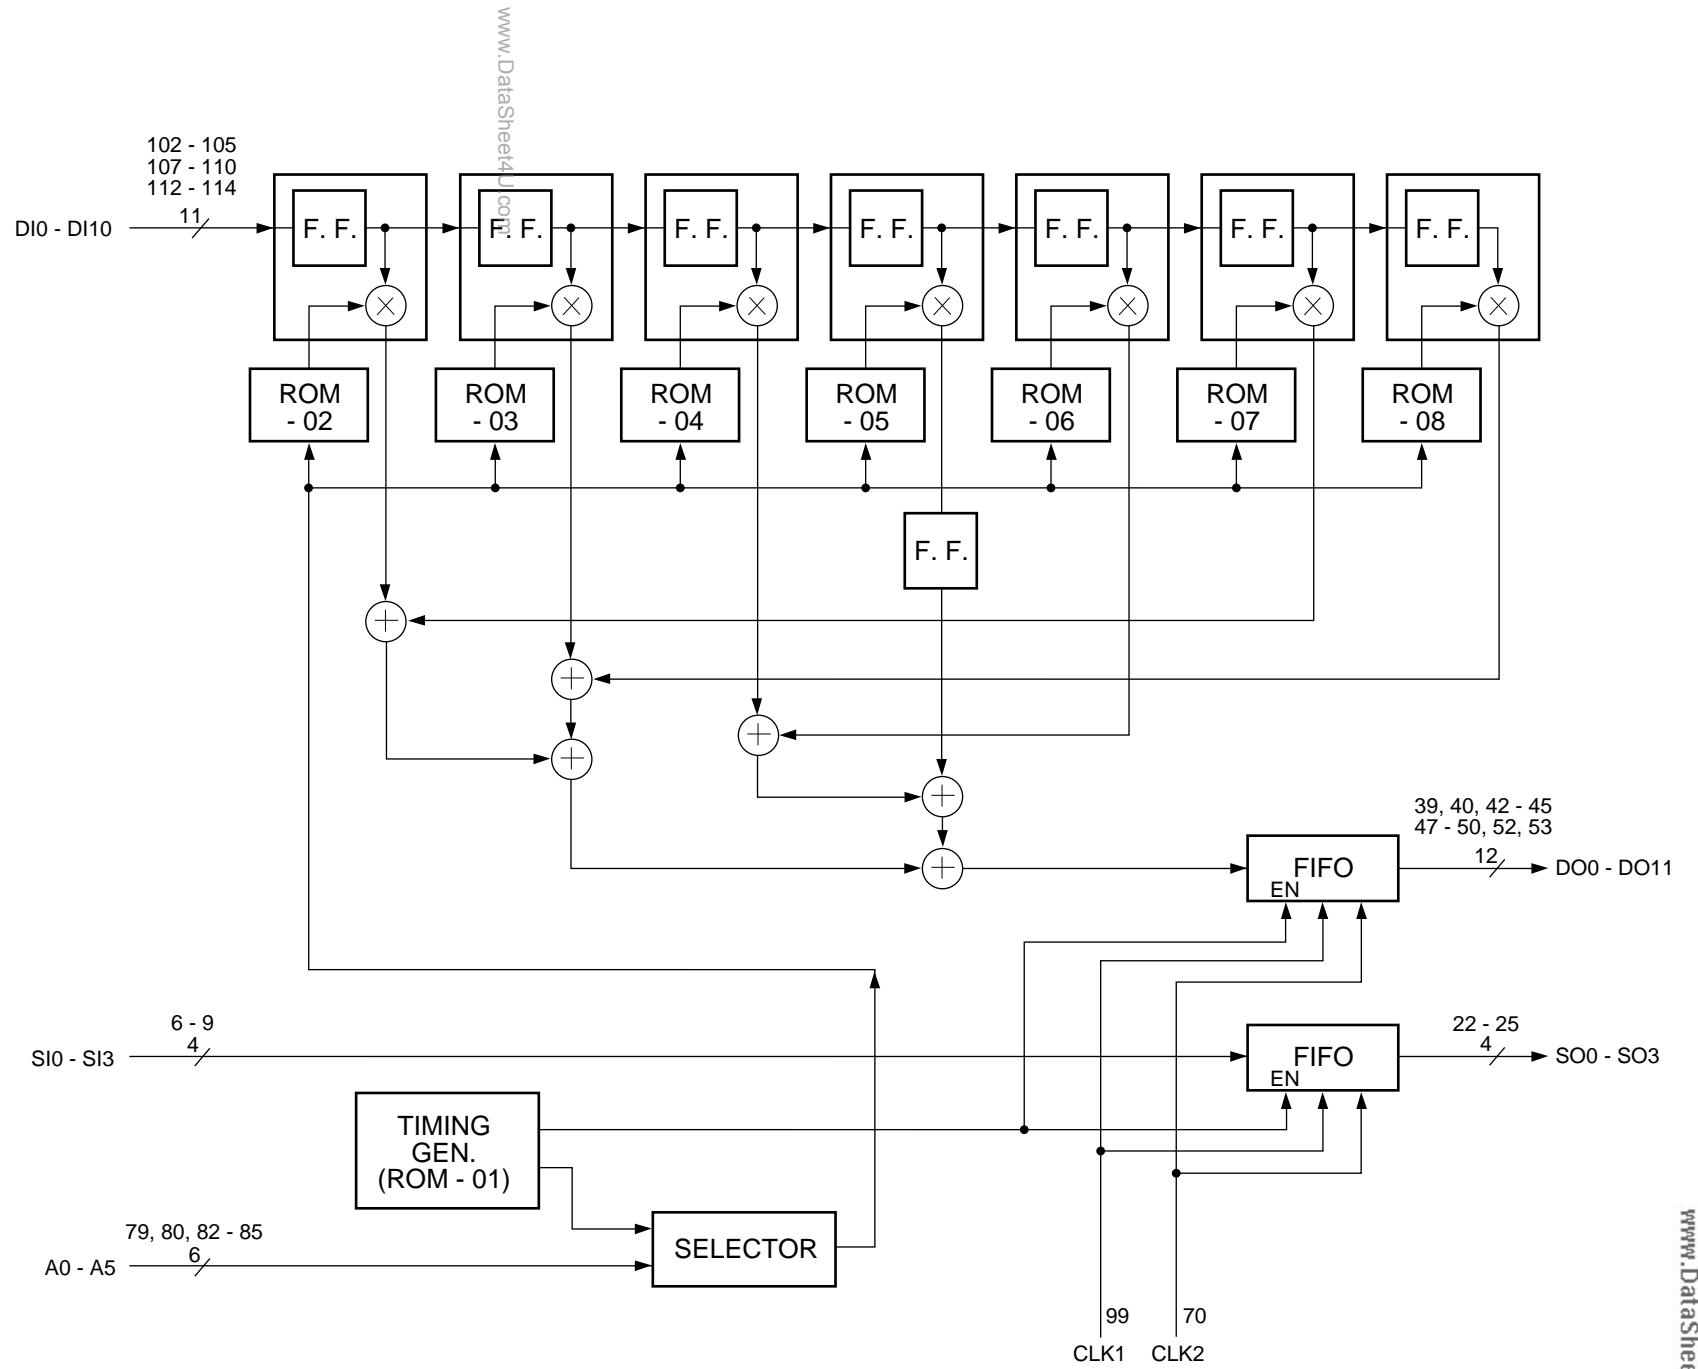 www.DataSheet4U.com
102 - 105
107 - 110
112 - 114
11
DI0 - DI10
F. F.
F. F.
F. F.
F. F.
F. F.
F. F.
F. F.
ROM
- 02
ROM
- 03
ROM
- 04
ROM
- 05
ROM
- 06
ROM
- 07
ROM
- 08
F. F.
39, 40, 42 - 45
47 - 50, 52, 53
12
FIFO
EN
DO0 - DO11
6 - 9
4
SI0 - SI3
22 - 25
4
FIFO
EN
SO0 - SO3
TIMING
GEN.
(ROM - 01)
79, 80, 82 - 85
6
A0 - A5
SELECTOR
99
70
CLK1
CLK2